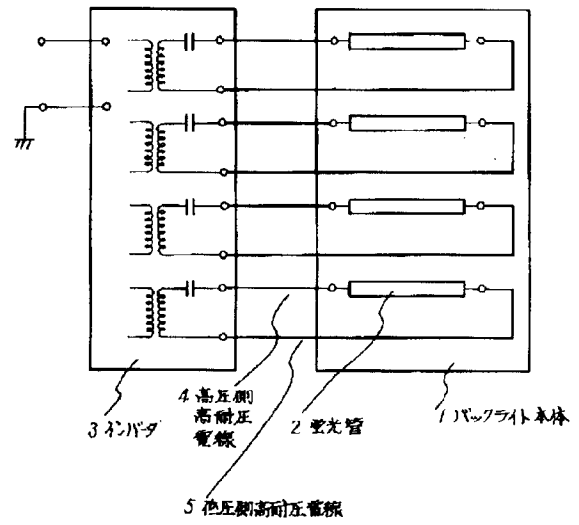 4 高圧側
高耐圧
電線
3 インバータ
2 蛍光管
1 バックライト本体
5 低圧側高耐圧電線